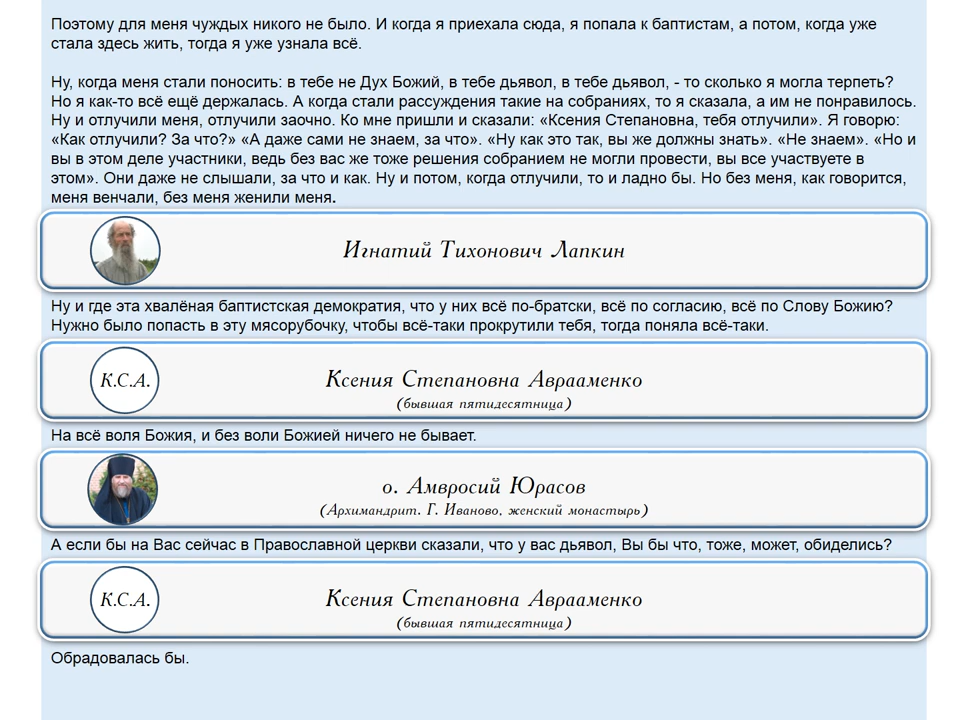 Поэтому для меня чуждых никого не было. И когда я приехала сюда, я попала к баптистам, а потом, когда уже
стала здесь жить, тогда я уже узнала всё.
Ну, когда меня стали поносить: в тебе не Дух Божий, в тебе дьявол, в тебе дьявол, - то сколько я могла терпеть?
Но я как-то всё ещё держалась. А когда стали рассуждения такие на собраниях, то я сказала, а им не понравилось.
Ну и отлучили меня, отлучили заочно. Ко мне пришли и сказали: «Ксения Степановна, тебя отлучили». Я говорю:
«Как отлучили? За что?» «А даже сами не знаем, за что». «Ну как это так, вы же должны знать». «Не знаем». «Но и
вы в этом деле участники, ведь без вас же тоже решения собранием не могли провести, вы все участвуете в
этом». Они даже не слышали, за что и как. Ну и потом, когда отлучили, то и ладно бы. Но без меня, как говорится,
меня венчали, без меня женили меня.
Игнатий Тихонович Лапкин
Ну и где эта хвалёная баптистская демократия, что у них всё по-братски, всё по согласию, всё по Слову Божию?
Нужно было попасть в эту мясорубочку, чтобы всё-таки прокрутили тебя, тогда поняла всё-таки.
К.С.А.
Ксения Степановна Авраменко
(бывшая пятидесятница)
На всё воля Божия, и без воли Божией ничего не бывает.
о. Амвросий Юрасов
(Архимандрит. Г. Иваново, женский монастырь)
А если бы на Вас сейчас в Православной церкви сказали, что у вас дьявол, Вы бы что, тоже, может, обиделись?
К.С.А.
Ксения Степановна Авраменко
(бывшая пятидесятница)
Обрадовалась бы.